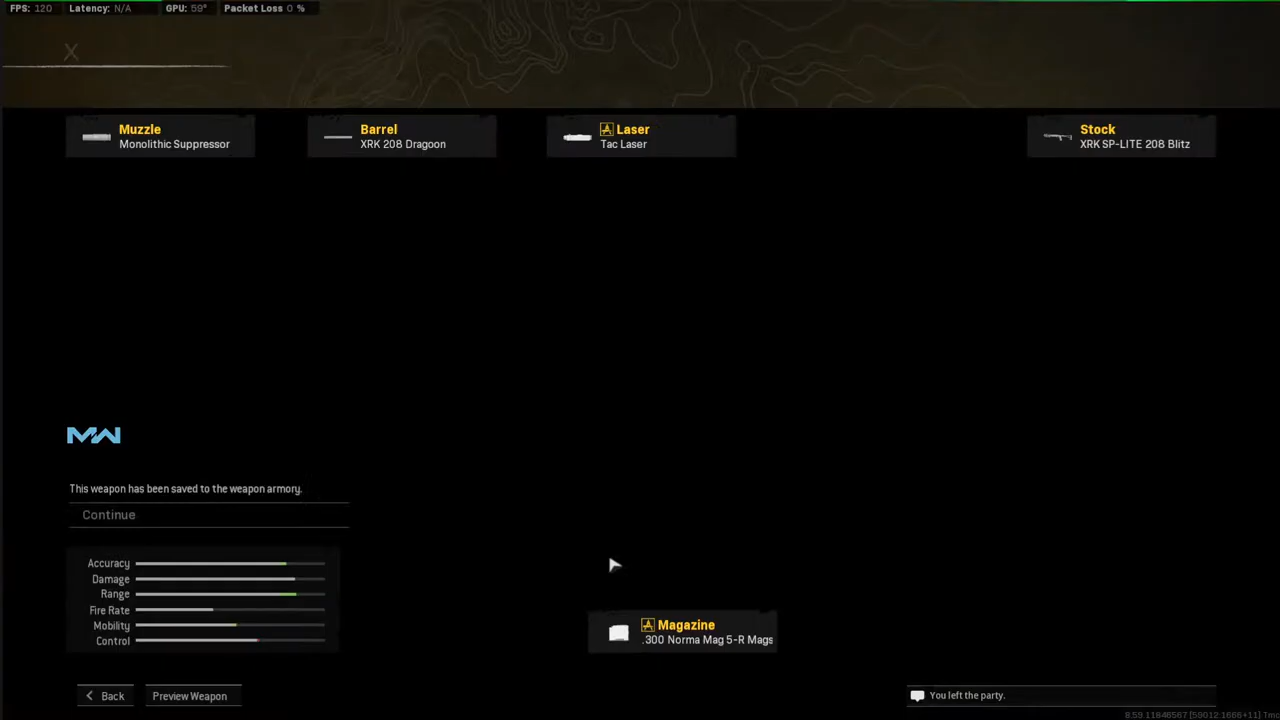 FPS: 120 Latency: N/A GPU: 59° Packet Loss 0 %
X
Muzzle
Monolithic Suppressor
Barrel
XRK 208 Dragoon
A Laser
Tac Laser
Stock
XRK SP-LITE 208 Blitz
MW
This weapon has been saved to the weapon armory.
Continue
Accuracy
Damage
Range
Fire Rate
Mobility
Control
A Magazine
.300 Norma Mag 5-R Mags
Back
Preview Weapon
You left the party.